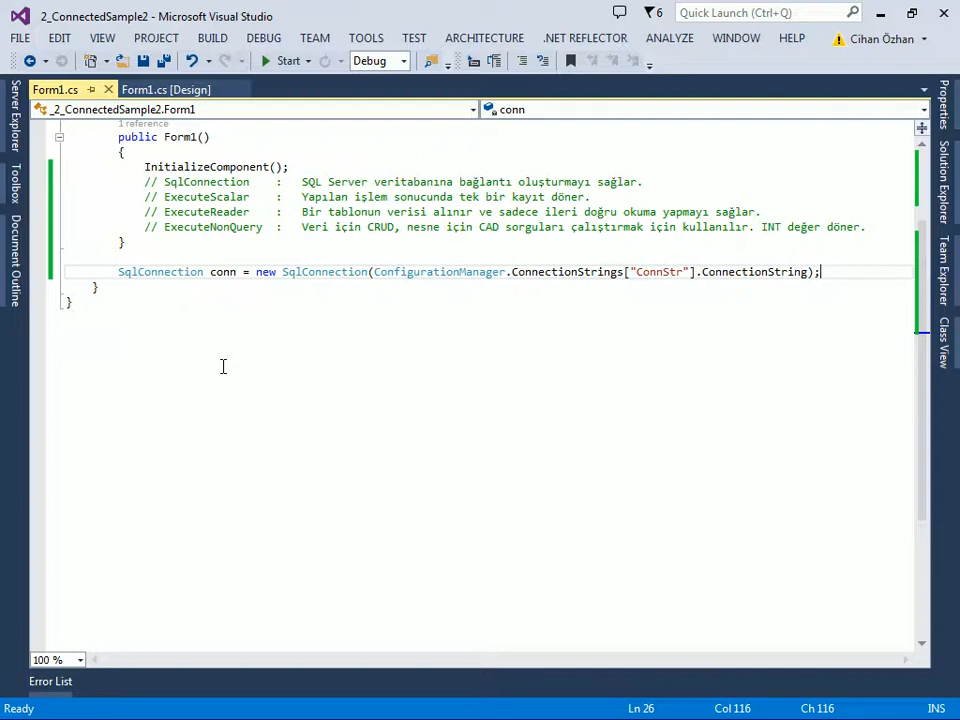 2_ConnectedSample2 - Microsoft Visual Studio
6
Quick Launch (Ctrl+Q)
FILE EDIT VIEW PROJECT BUILD DEBUG TEAM TOOLS TEST ARCHITECTURE .NET REFLECTOR ANALYZE WINDOW HELP Cihan Özhan
Start Debug
Form1.cs Form1.cs [Design]
_2_ConnectedSample2.Form1 conn
1 reference
public Form1()
{
InitializeComponent();
// SqlConnection : SQL Server veritabanına bağlantı oluşturmayı sağlar.
// ExecuteScalar : Yapılan işlem sonucunda tek bir kayıt döner.
// ExecuteReader : Bir tablonun verisi alınır ve sadece ileri doğru okuma yapmayı sağlar.
// ExecuteNonQuery : Veri için CRUD, nesne için CAD sorguları çalıştırmak için kullanılır. INT değer döner.
}
SqlConnection conn = new SqlConnection(ConfigurationManager.ConnectionStrings["ConnStr"].ConnectionString);
}
}
Server Explorer
Toolbox
Document Outline
Properties
Solution Explorer
Team Explorer
Class View
100 %
Error List
Ready Ln 26 Col 116 Ch 116 INS